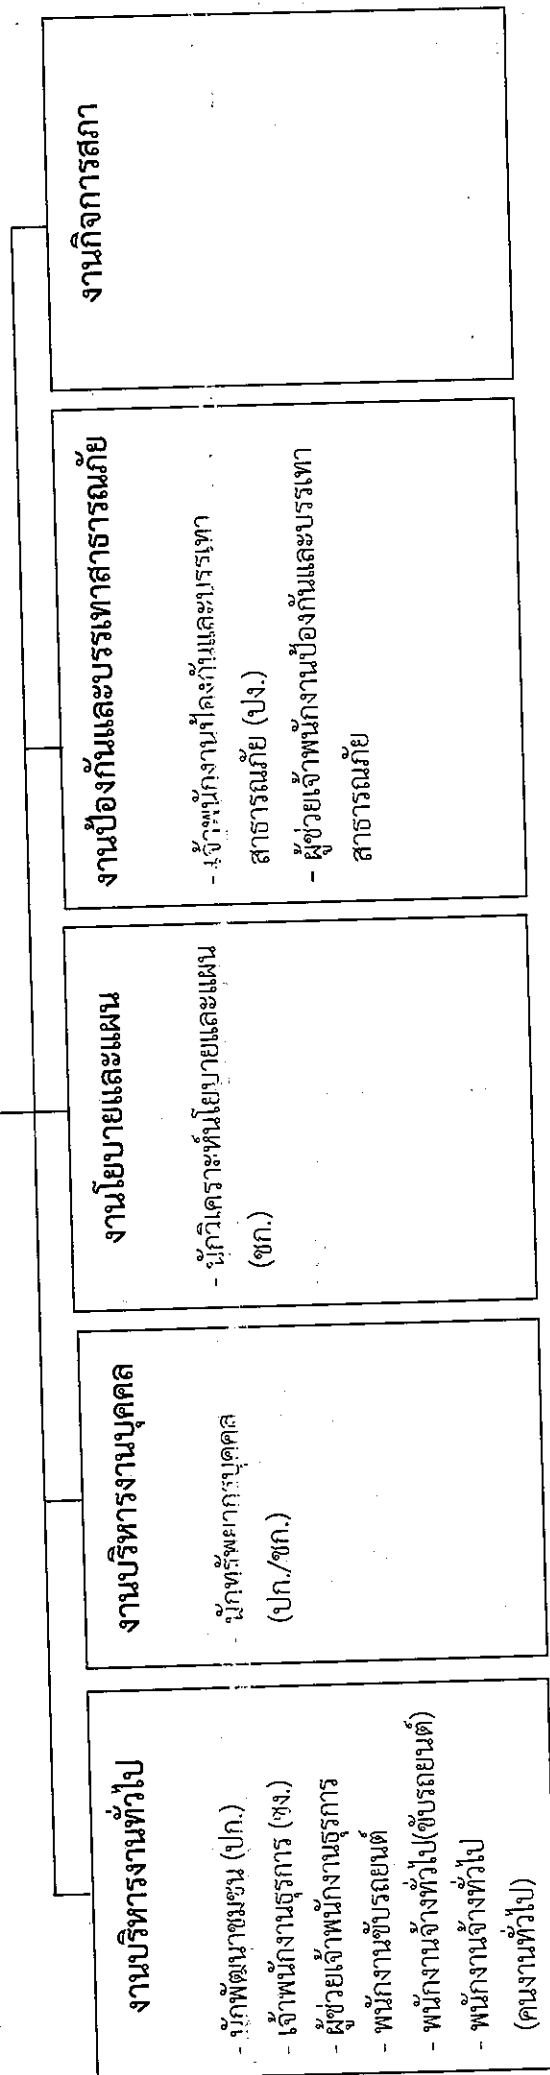 งานบริหารงานทั่วไป
- นักพัฒนาชุมชน (ปก.)
- เจ้าพนักงานธุรการ (ชง.)
- ผู้ช่วยเจ้าพนักงานธุรการ
- พนักงานขับรถยนต์
- พนักงานจ้างทั่วไป(ขับรถยนต์)
- พนักงานจ้างทั่วไป
(คนงานทั่วไป)
งานบริหารงานบุคคล
- นักทรัพยากรบุคคล
(ปก./ชก.)
งานนโยบายและแผน
- นักวิเคราะห์นโยบายและแผน
(ชก.)
งานป้องกันและบรรเทาสาธารณภัย
- เจ้าพนักงานป้องกันและบรรเทา
สาธารณภัย (ปง.)
- ผู้ช่วยเจ้าพนักงานป้องกันและบรรเทา
สาธารณภัย
งานกิจการสภา